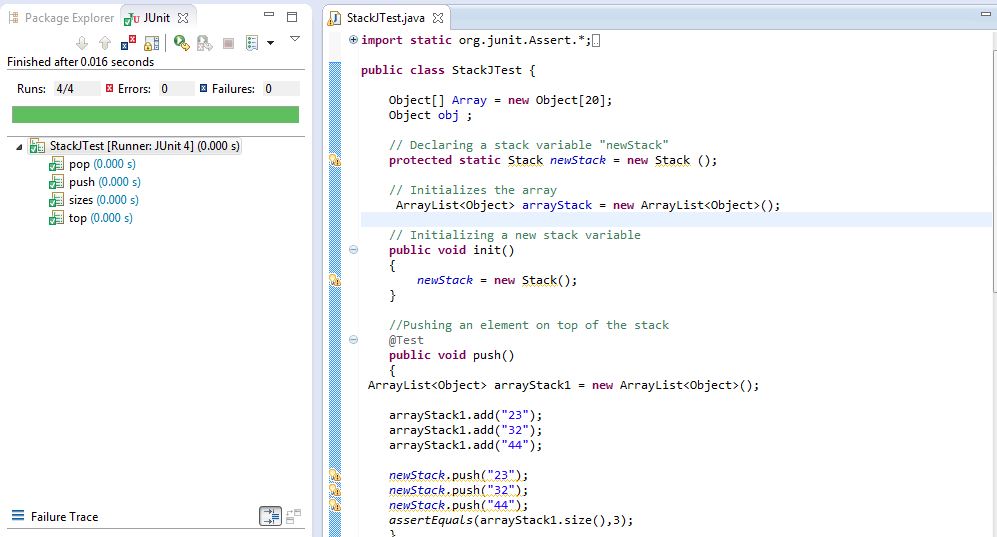 Package Explorer JUnit
Finished after 0.016 seconds
Runs: 4/4 Errors: 0 Failures: 0
StackJTest [Runner: JUnit 4] (0.000 s)
pop (0.000 s)
push (0.000 s)
sizes (0.000 s)
top (0.000 s)
Failure Trace
StackJTest.java
import static org.junit.Assert.*;
public class StackJTest {
Object[] Array = new Object[20];
Object obj ;
// Declaring a stack variable "newStack"
protected static Stack newStack = new Stack ();
// Initializes the array
ArrayList<Object> arrayStack = new ArrayList<Object>();
// Initializing a new stack variable
public void init()
{
newStack = new Stack();
}
//Pushing an element on top of the stack
@Test
public void push()
{
ArrayList<Object> arrayStack1 = new ArrayList<Object>();
arrayStack1.add("23");
arrayStack1.add("32");
arrayStack1.add("44");
newStack.push("23");
newStack.push("32");
newStack.push("44");
assertEquals(arrayStack1.size(),3);
}